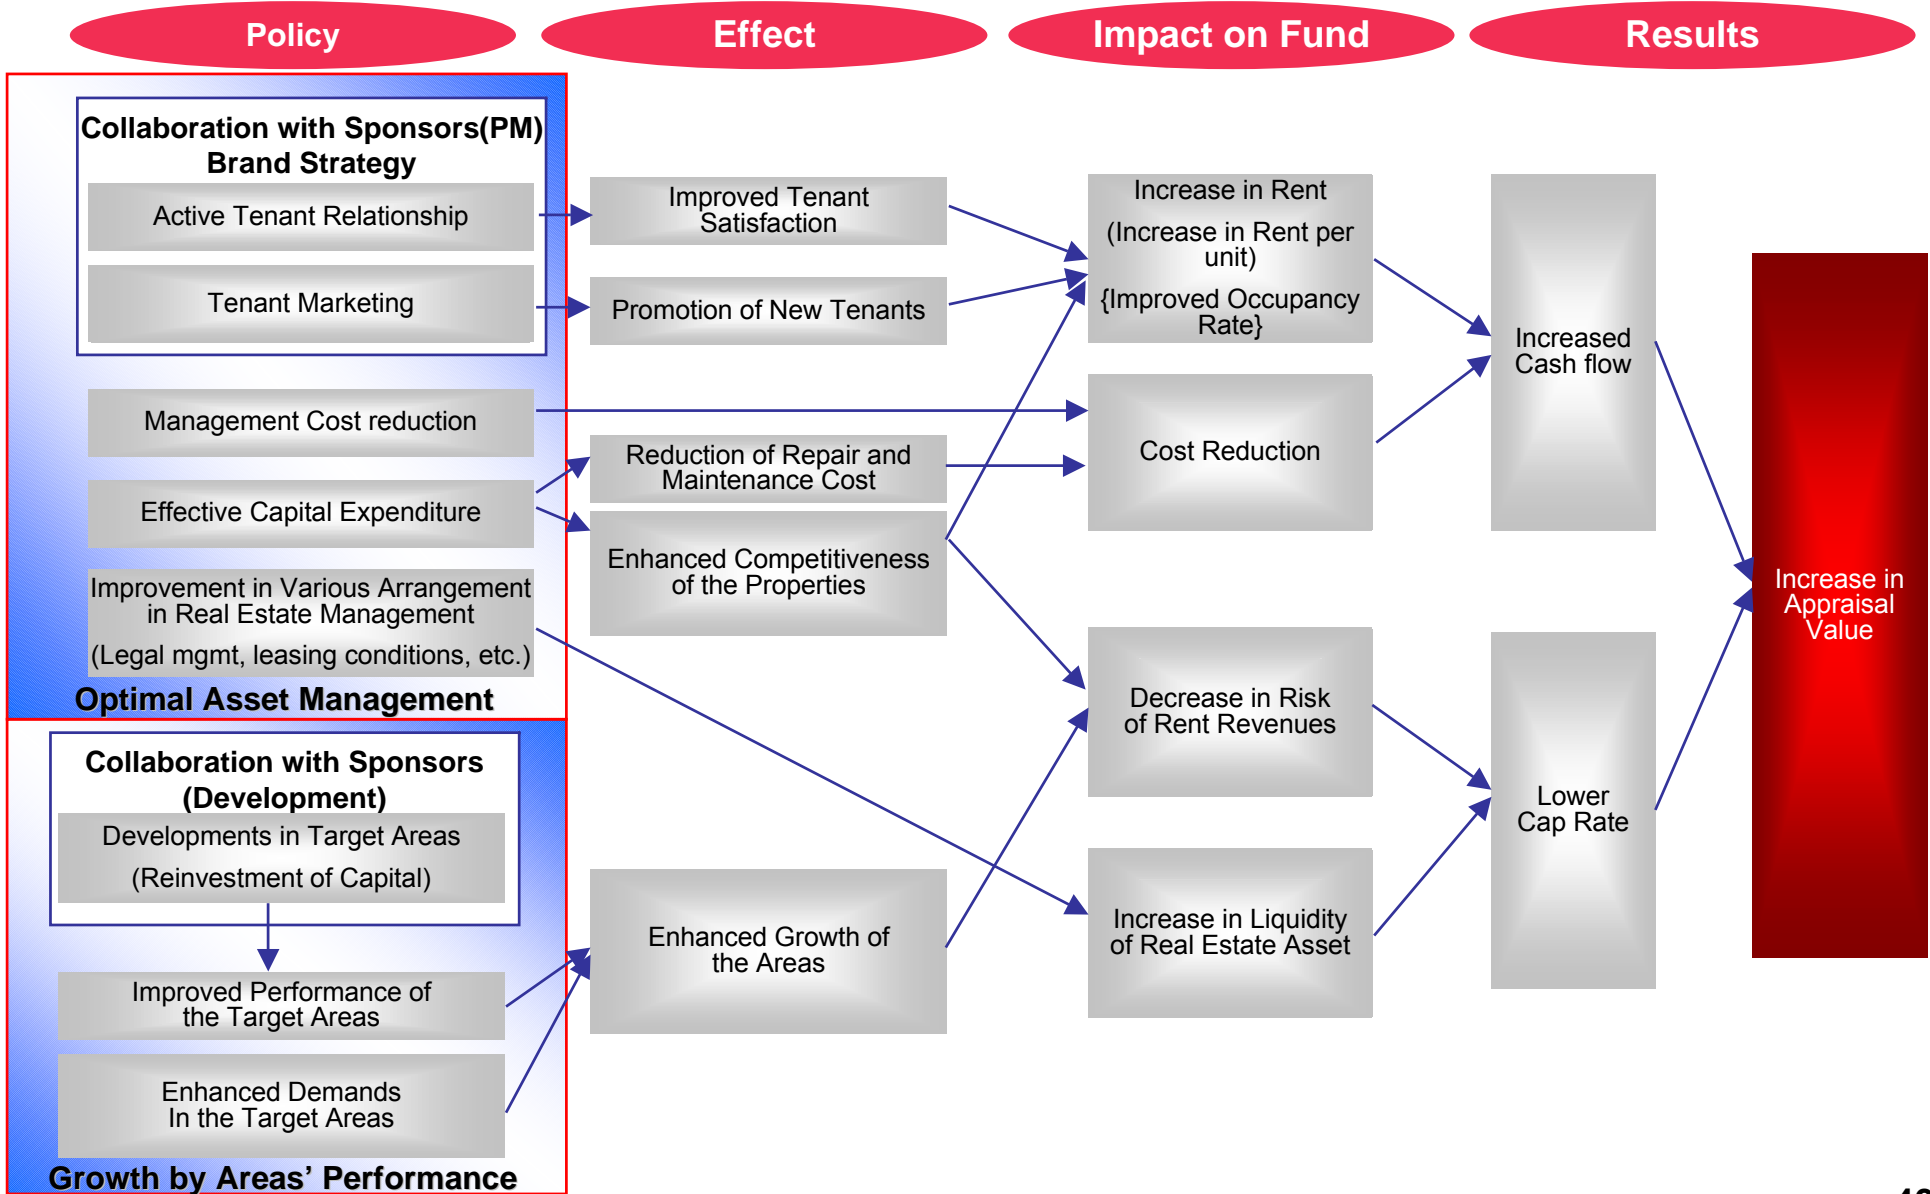 Policy
Effect
Impact on Fund
Results
Collaboration with Sponsors(PM)
Brand Strategy
Active Tenant Relationship
Tenant Marketing
Management Cost reduction
Effective Capital Expenditure
Improvement in Various Arrangement
in Real Estate Management
(Legal mgmt, leasing conditions, etc.)
Optimal Asset Management
Collaboration with Sponsors
(Development)
Developments in Target Areas
(Reinvestment of Capital)
Improved Performance of
the Target Areas
Enhanced Demands
In the Target Areas
Growth by Areas’ Performance
Improved Tenant
Satisfaction
Promotion of New Tenants
Reduction of Repair and
Maintenance Cost
Enhanced Competitiveness
of the Properties
Enhanced Growth of
the Areas
Increase in Rent
(Increase in Rent per
unit)
{Improved Occupancy
Rate}
Cost Reduction
Decrease in Risk
of Rent Revenues
Increase in Liquidity
of Real Estate Asset
Increased
Cash flow
Lower
Cap Rate
Increase in
Appraisal
Value